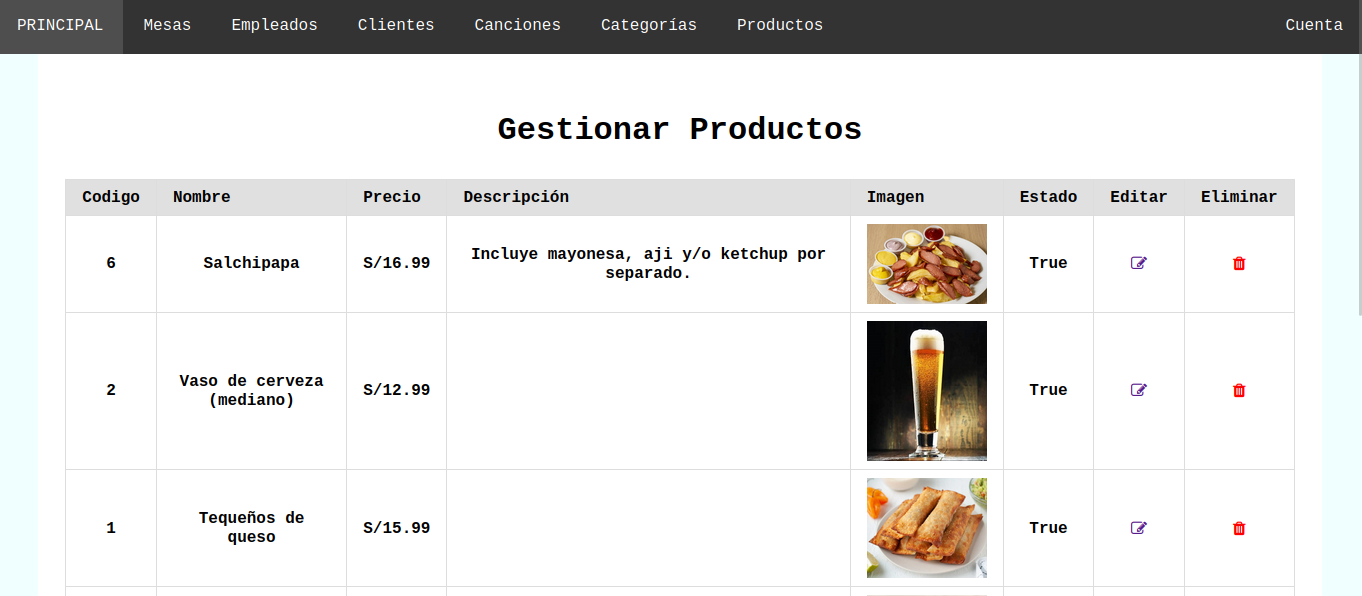 PRINCIPAL Mesas Empleados Clientes Canciones Categorías Productos Cuenta
Gestionar Productos
Codigo Nombre Precio Descripción Imagen Estado Editar Eliminar
6 Salchipapa S/16.99 Incluye mayonesa, aji y/o ketchup por
separado. True
2 Vaso de cerveza
(mediano) S/12.99 True
1 Tequeños de
queso S/15.99 True